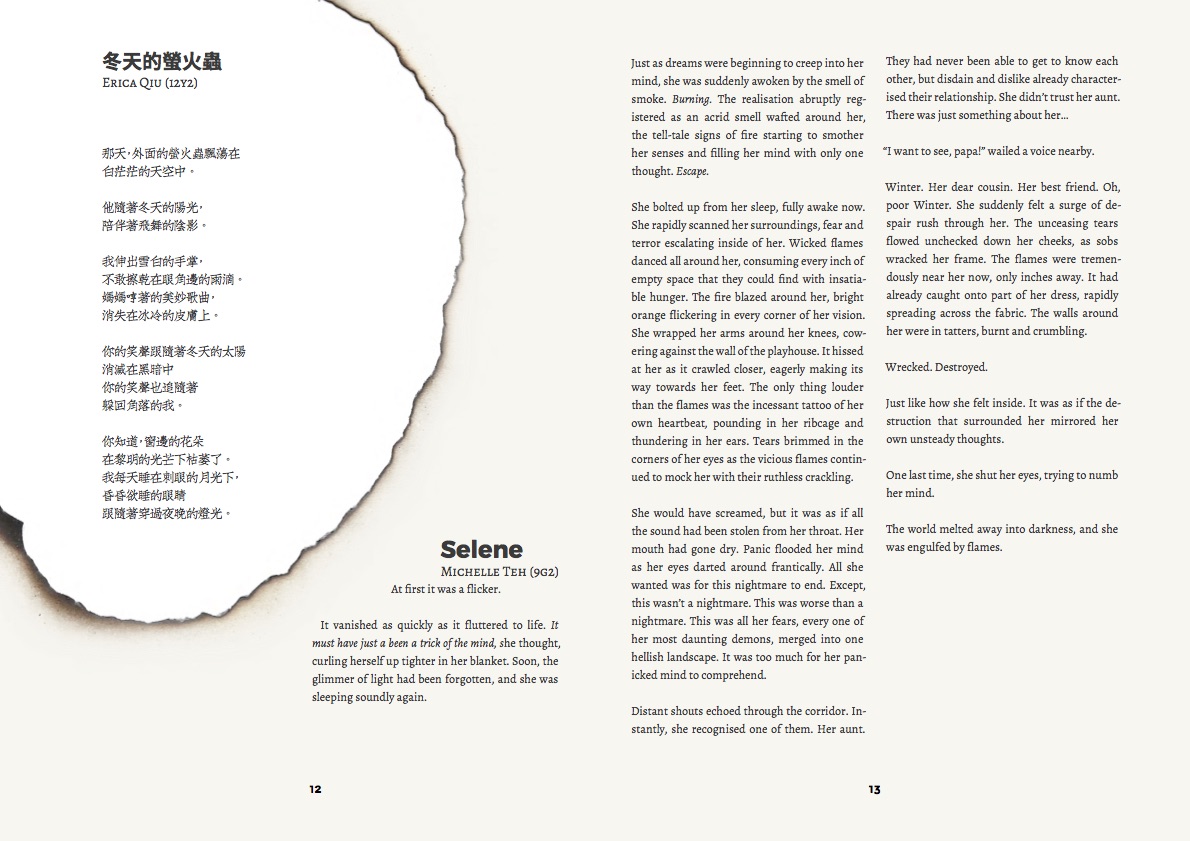 冬天的螢火蟲
Erica Qiu (12Y2)
那天，外面的螢火蟲飄蕩在
白茫茫的天空中。
他隨著冬天的陽光，
陪伴著飛舞的陰影。
我伸出雪白的手掌，
不敢擦乾在眼角邊的雨滴。
嫣嫣哼著的美妙歌曲，
消失在冰冷的皮膚上。
你的笑聲跟隨著冬天的太陽
消滅在黑暗中
你的笑聲也追隨著
躲回角落的我。
你知道，窗邊的花朵
在黎明的光芒下枯萎了。
我每天睡在刺眼的月光下，
昏昏欲睡的眼睛
跟隨著穿過夜晚的燈光。
Selene
Michelle Teh (9G2)
At first it was a flicker.
It vanished as quickly as it fluttered to life. It
must have just a been a trick of the mind, she thought,
curling herself up tighter in her blanket. Soon, the
glimmer of light had been forgotten, and she was
sleeping soundly again.
12
Just as dreams were beginning to creep into her
mind, she was suddenly awoken by the smell of
smoke. Burning. The realisation abruptly reg-
istered as an acrid smell wafted around her,
the tell-tale signs of fire starting to smother
her senses and filling her mind with only one
thought. Escape.
She bolted up from her sleep, fully awake now.
She rapidly scanned her surroundings, fear and
terror escalating inside of her. Wicked flames
danced all around her, consuming every inch of
empty space that they could find with insatia-
ble hunger. The fire blazed around her, bright
orange flickering in every corner of her vision.
She wrapped her arms around her knees, cow-
ering against the wall of the playhouse. It hissed
at her as it crawled closer, eagerly making its
way towards her feet. The only thing louder
than the flames was the incessant tattoo of her
own heartbeat, pounding in her ribcage and
thundering in her ears. Tears brimmed in the
corners of her eyes as the vicious flames contin-
ued to mock her with their ruthless crackling.
She would have screamed, but it was as if all
the sound had been stolen from her throat. Her
mouth had gone dry. Panic flooded her mind
as her eyes darted around frantically. All she
wanted was for this nightmare to end. Except,
this wasn't a nightmare. This was worse than a
nightmare. This was all her fears, every one of
her most daunting demons, merged into one
hellish landscape. It was too much for her pan-
icked mind to comprehend.
Distant shouts echoed through the corridor. In-
stantly, she recognised one of them. Her aunt.
They had never been able to get to know each
other, but disdain and dislike already character-
ised their relationship. She didn't trust her aunt.
There was just something about her...
“I want to see, papa!” wailed a voice nearby.
Winter. Her dear cousin. Her best friend. Oh,
poor Winter. She suddenly felt a surge of de-
spair rush through her. The unceasing tears
flowed unchecked down her cheeks, as sobs
wracked her frame. The flames were tremen-
dously near her now, only inches away. It had
already caught onto part of her dress, rapidly
spreading across the fabric. The walls around
her were in tatters, burnt and crumbling.
Wrecked. Destroyed.
Just like how she felt inside. It was as if the de-
struction that surrounded her mirrored her
own unsteady thoughts.
One last time, she shut her eyes, trying to numb
her mind.
The world melted away into darkness, and she
was engulfed by flames.
13